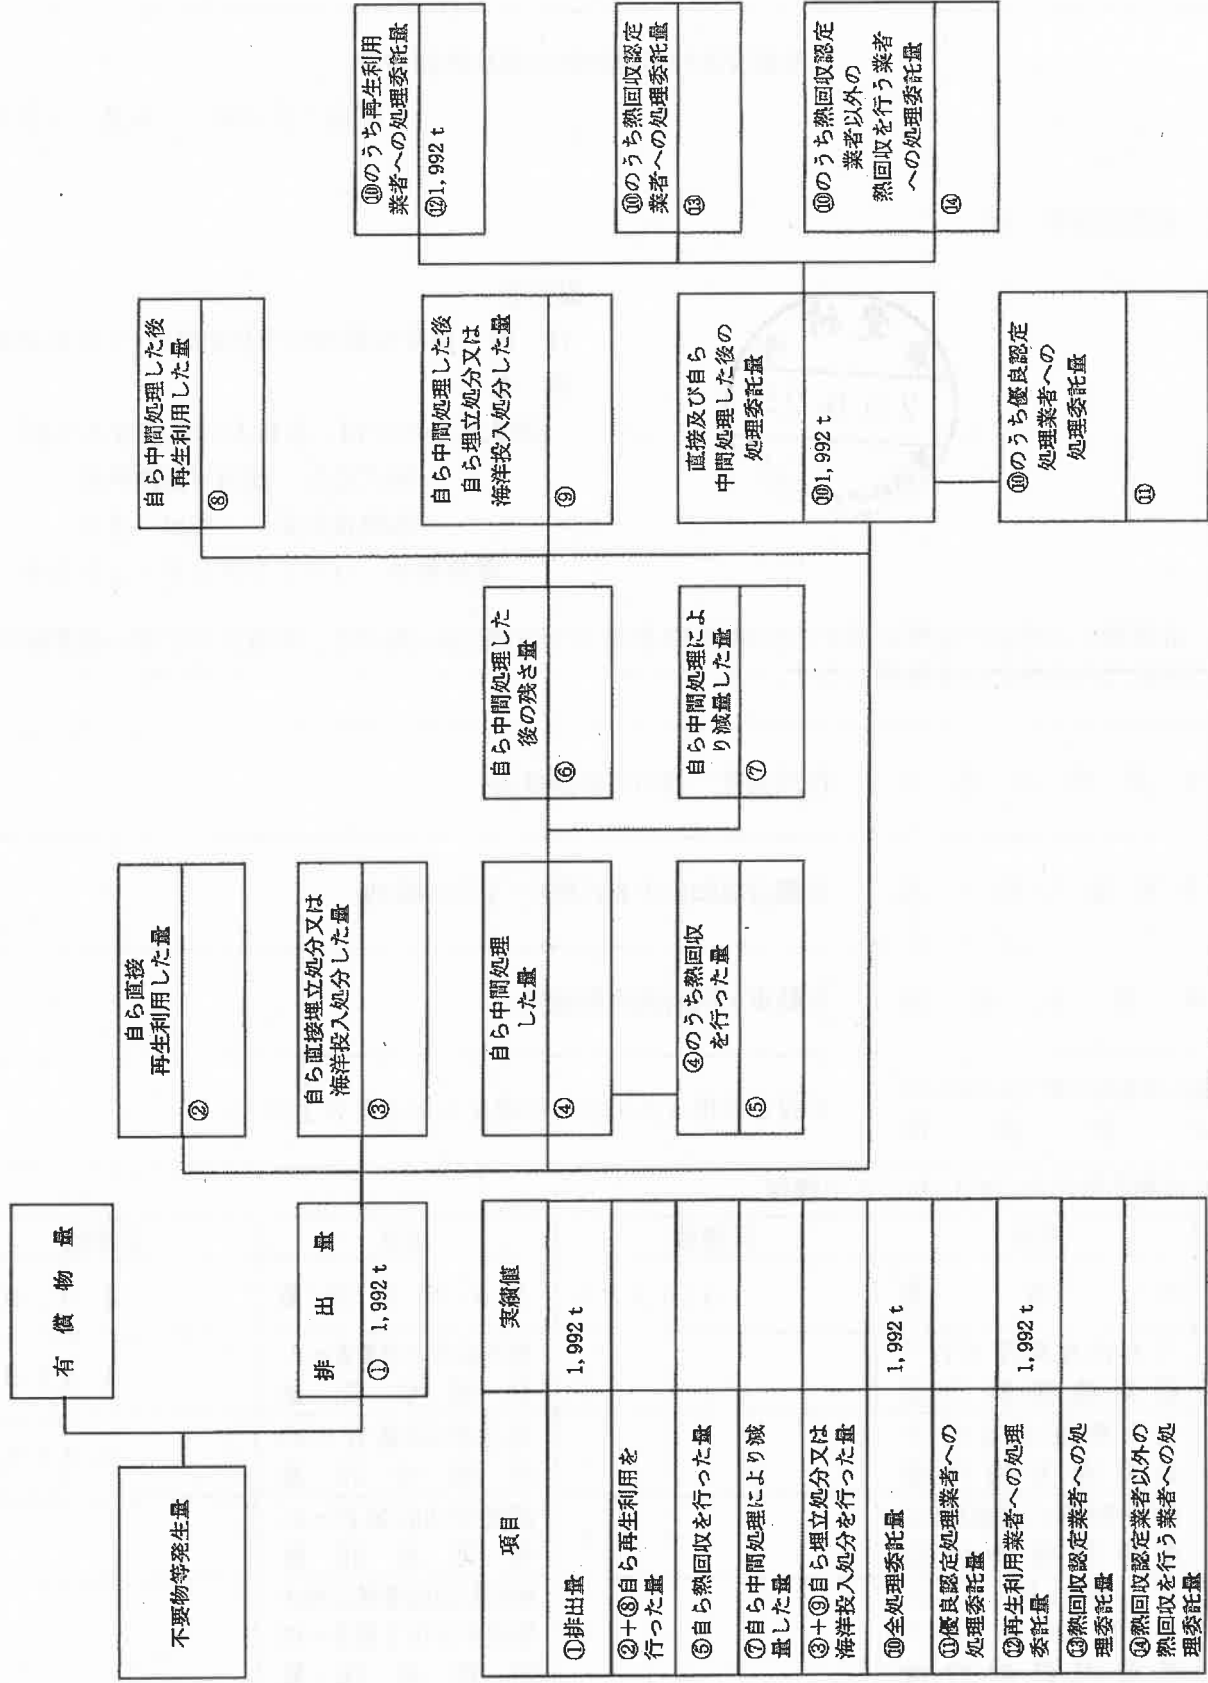 不要物等発生量
有 償 物 量
排 出 量
① 1,992 t
自ら直接
再生利用した量
②
自ら直接埋立処分又は
海洋投入処分した量
③
自ら中間処理
した量
④
④のうち熱回収
を行った量
⑤
自ら中間処理した
後の残さ量
⑥
自ら中間処理によ
り減量した量
⑦
自ら中間処理した後
再生利用した量
⑧
自ら中間処理した後
自ら埋立処分又は
海洋投入処分した量
⑨
直接及び自ら
中間処理した後の
処理委託量
⑩1,992 t
⑩のうち優良認定
処理業者への
処理委託量
⑪
⑩のうち再生利用
業者への処理委託量
⑫1,992 t
⑩のうち熱回収認定
業者への処理委託量
⑬
⑩のうち熱回収認定
業者以外の
熱回収を行う業者
への処理委託量
⑭
項目 実績値
①排出量 1,992 t
②+⑧自ら再生利用を
行った量
⑤自ら熱回収を行った量
⑦自ら中間処理により減
量した量
③+⑨自ら埋立処分又は
海洋投入処分を行った量
⑩全処理委託量 1,992 t
⑪優良認定処理業者への
処理委託量
⑫再生利用業者への処理
委託量 1,992 t
⑬熱回収認定業者への処
理委託量
⑭熱回収認定業者以外の
熱回収を行う業者への処
理委託量